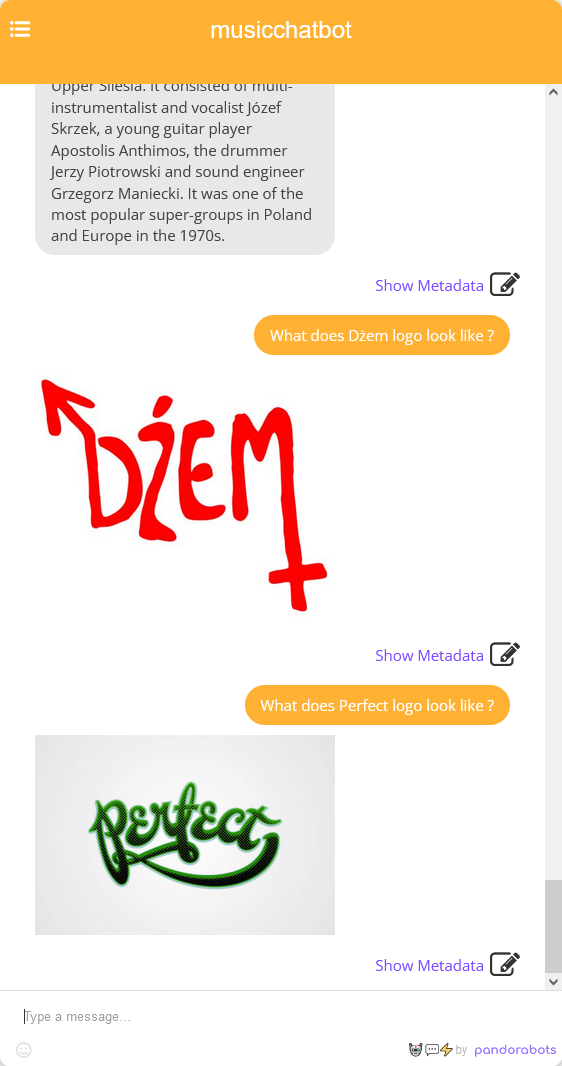 musicchatbot
Upper Silesia. It consisted of multi-
instrumentalist and vocalist Józef
Skrzek, a young guitar player
Apostolis Anthimos, the drummer
Jerzy Piotrowski and sound engineer
Grzegorz Maniecki. It was one of the
most popular super-groups in Poland
and Europe in the 1970s.
Show Metadata
What does Dżem logo look like ?
DŻEM
Show Metadata
What does Perfect logo look like ?
Perfect
Show Metadata
Type a message...
by pandorabots